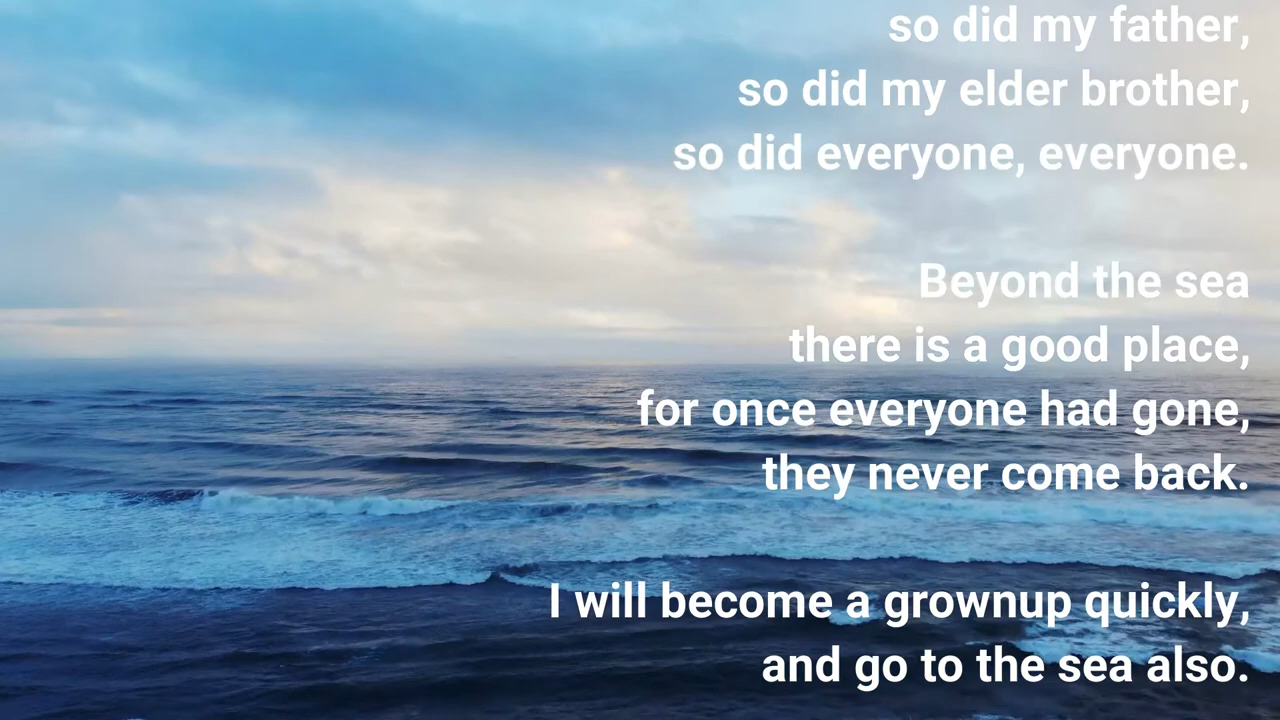 so did my father,
so did my elder brother,
so did everyone, everyone.
Beyond the sea
there is a good place,
for once everyone had gone,
they never come back.
I will become a grownup quickly,
and go to the sea also.